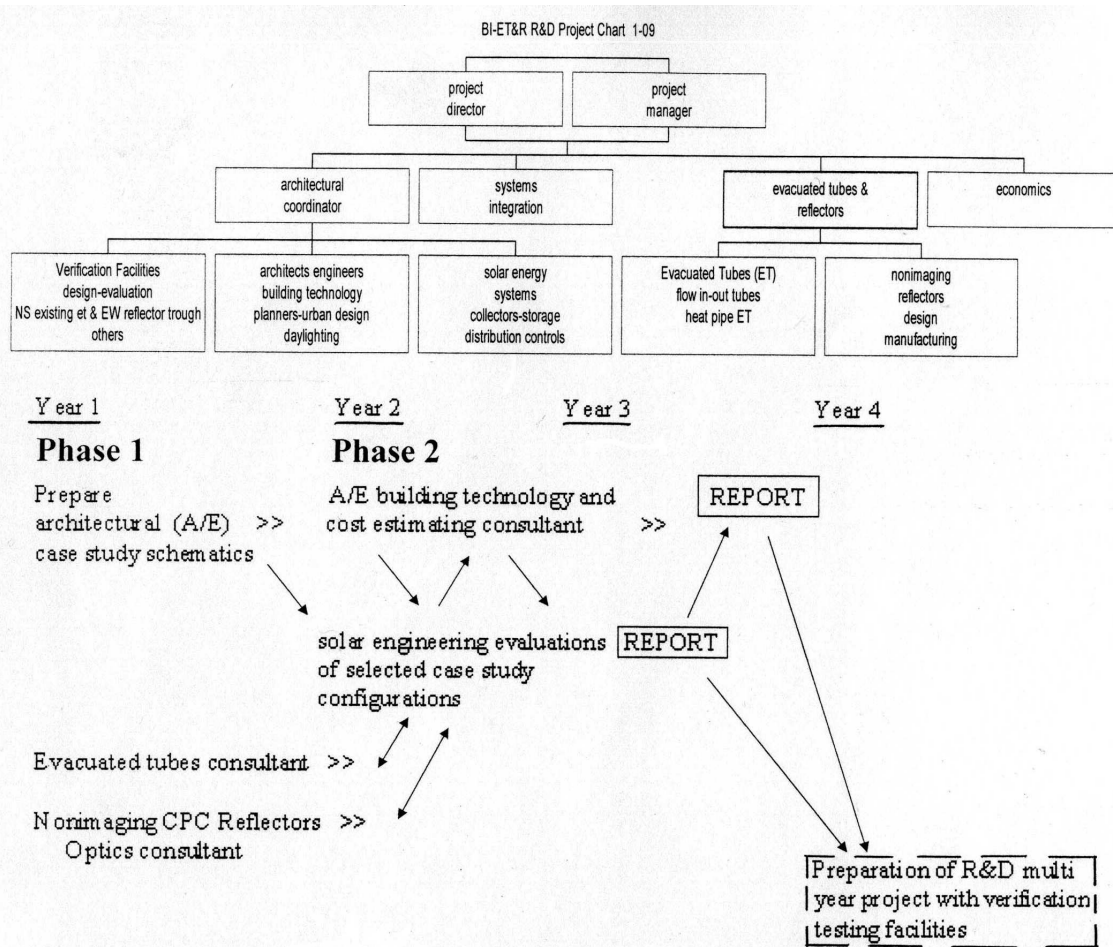 BI-ET&R R&D Project Chart 1-09
project
director
project
manager
architectural
coordinator
systems
integration
evacuated tubes &
reflectors
economics
Verification Facilities
design-evaluation
NS existing et & EW reflector trough
others
architects engineers
building technology
planners-urban design
daylighting
solar energy
systems
collectors-storage
distribution controls
Evacuated Tubes (ET)
flow in-out tubes
heat pipe ET
nonimaging
reflectors
design
manufacturing
Year 1
Year 2
Year 3
Year 4
Phase 1
Phase 2
Prepare
architectural (A/E) >>
case study schematics
A/E building technology and
cost estimating consultant >>
REPORT
solar engineering evaluations
of selected case study
configurations
REPORT
Evacuated tubes consultant >>
Nonimaging CPC Reflectors >>
Optics consultant
Preparation of R&D multi
year project with verification
testing facilities